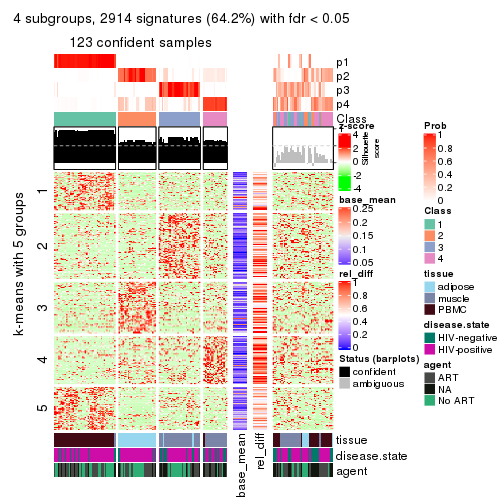 4 subgroups, 2914 signatures (64.2%) with fdr < 0.05
123 confident samples
p1
p2
p3
p4
Class
z-score
4
2
0
-2
-4
Silhouette
score
1
2
3
4
5
k-means with 5 groups
base_mean
0.25
0.2
0.15
0.1
0.05
rel_diff
1
0.8
0.6
0.4
0.2
0
Status (barplots)
confident
ambiguous
Prob
1
0.8
0.6
0.4
0.2
0
Class
1
2
3
4
tissue
adipose
muscle
PBMC
disease.state
HIV-negative
HIV-positive
agent
ART
NA
No ART
tissue
disease.state
agent
base_mean
rel_diff